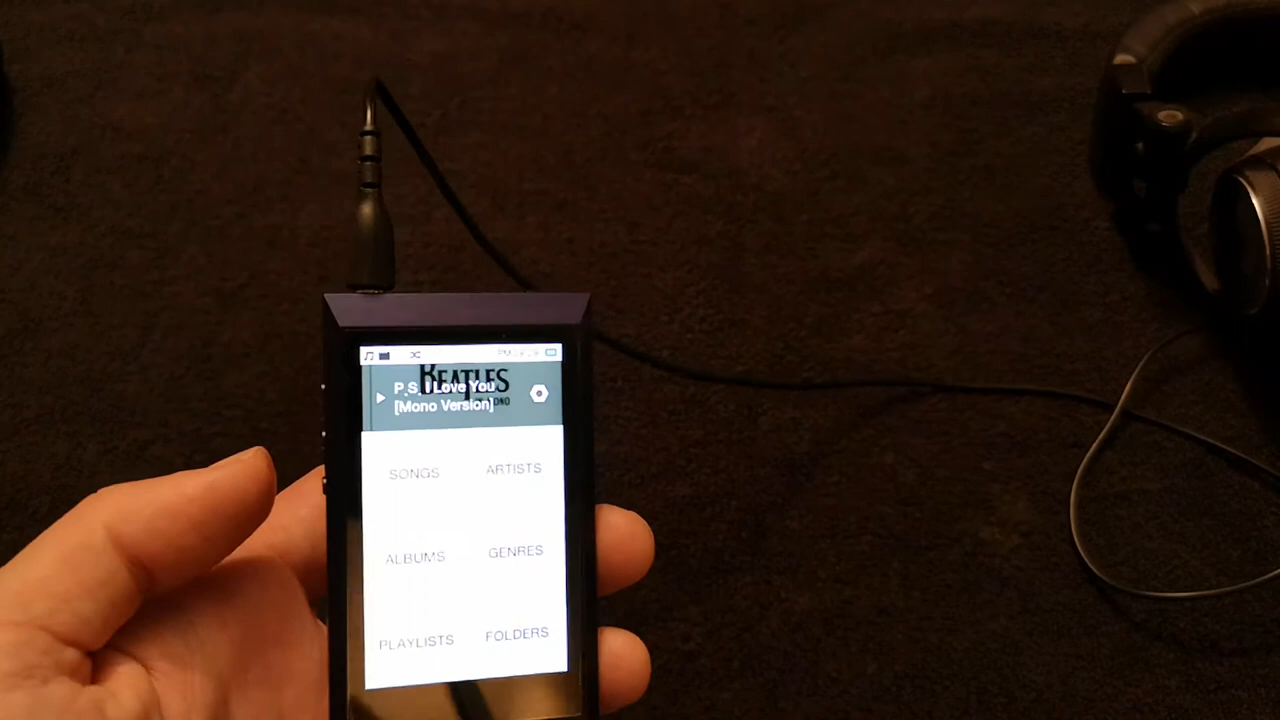 BEATLES
P.S. I Love You
[Mono Version]
SONGS
ARTISTS
ALBUMS
GENRES
PLAYLISTS
FOLDERS